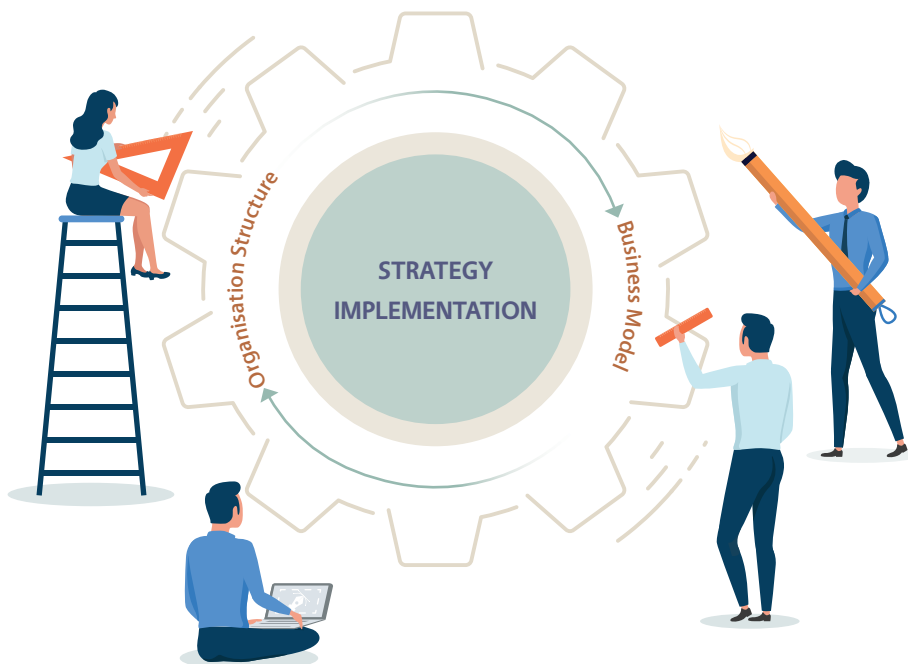 Organisation Structure
STRATEGY
IMPLEMENTATION
Business Model